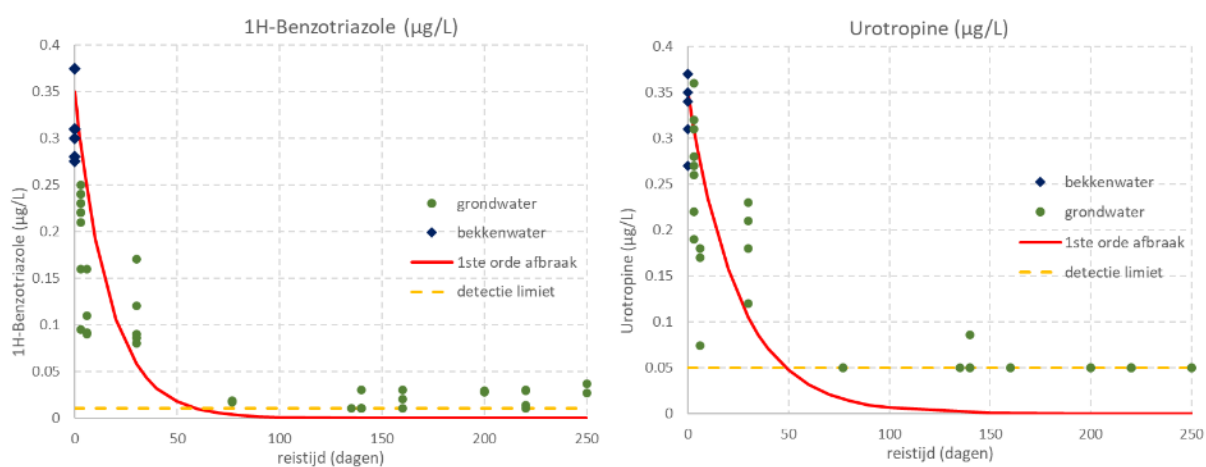 1H-Benzotriazole (µg/L)
0.4
0.35
0.3
0.25
0.2
0.15
0.1
0.05
0
1H-Benzotriazole (µg/L)
grondwater
bekkenwater
1ste orde afbraak
detectie limiet
0 50 100 150 200 250
reistijd (dagen)
Urotropine (µg/L)
0.4
0.35
0.3
0.25
0.2
0.15
0.1
0.05
0
Urotropine (µg/L)
bekkenwater
grondwater
1ste orde afbraak
detectie limiet
0 50 100 150 200 250
reistijd (dagen)